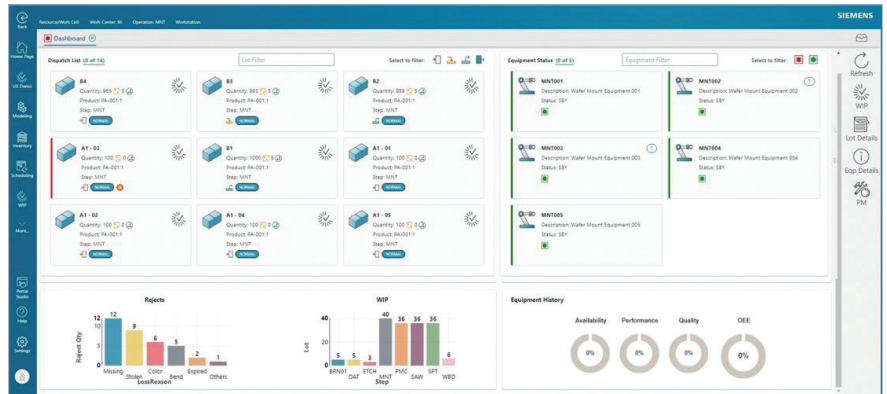 SIEMENS
Back
Resource/Work Cell: Work Center: BE Operation: MNT Workstation:
Dashboard
Home Page
UX Demo
Modeling
Inventory
Scheduling
WIP
More...
Portal Studio
Help
Settings
Dispatch List (0 of 14)
Lot Filter
Select to filter:
B4
Quantity: 965 5
Product: PA-001:1
Step: MNT
NORMAL
B3
Quantity: 995 5
Product: PA-001:1
Step: MNT
NORMAL
B2
Quantity: 989 5
Product: PA-001:1
Step: MNT
NORMAL
A1 - 03
Quantity: 100 0
Product: PA-001:1
Step: MNT
NORMAL
B1
Quantity: 1000 5
Product: PA-001:1
Step: MNT
NORMAL
A1 - 01
Quantity: 100 0
Product: PA-001:1
Step: MNT
NORMAL
A1 - 02
Quantity: 100 0
Product: PA-001:1
Step: MNT
NORMAL
A1 - 04
Quantity: 100 0
Product: PA-001:1
Step: MNT
NORMAL
A1 - 05
Quantity: 100 0
Product: PA-001:1
Step: MNT
NORMAL
Equipment Status (0 of 5)
Equipment Filter
Select to filter:
MNT001
Description: Wafer Mount Equipment 001
Status: SBY
MNT002
Description: Wafer Mount Equipment 002
Status: SBY
1
MNT003
Description: Wafer Mount Equipment 003
Status: SBY
1
MNT004
Description: Wafer Mount Equipment 004
Status: SBY
MNT005
Description: Wafer Mount Equipment 005
Status: SBY
Refresh
WIP
Lot Details
Eqp Details
PM
Rejects
Reject Qty
12
10
5
0
12
9
6
5
2
1
Missing
Stolen
Color
Bend
Expired
Others
LossReason
WIP
Lot
40
20
0
5
5
3
40
36
36
36
6
BRN01
DAT
ETCH
MNT
PMC
SAW
SPT
WBD
Step
Equipment History
Availability Performance Quality OEE
0% 0% 0% 0%